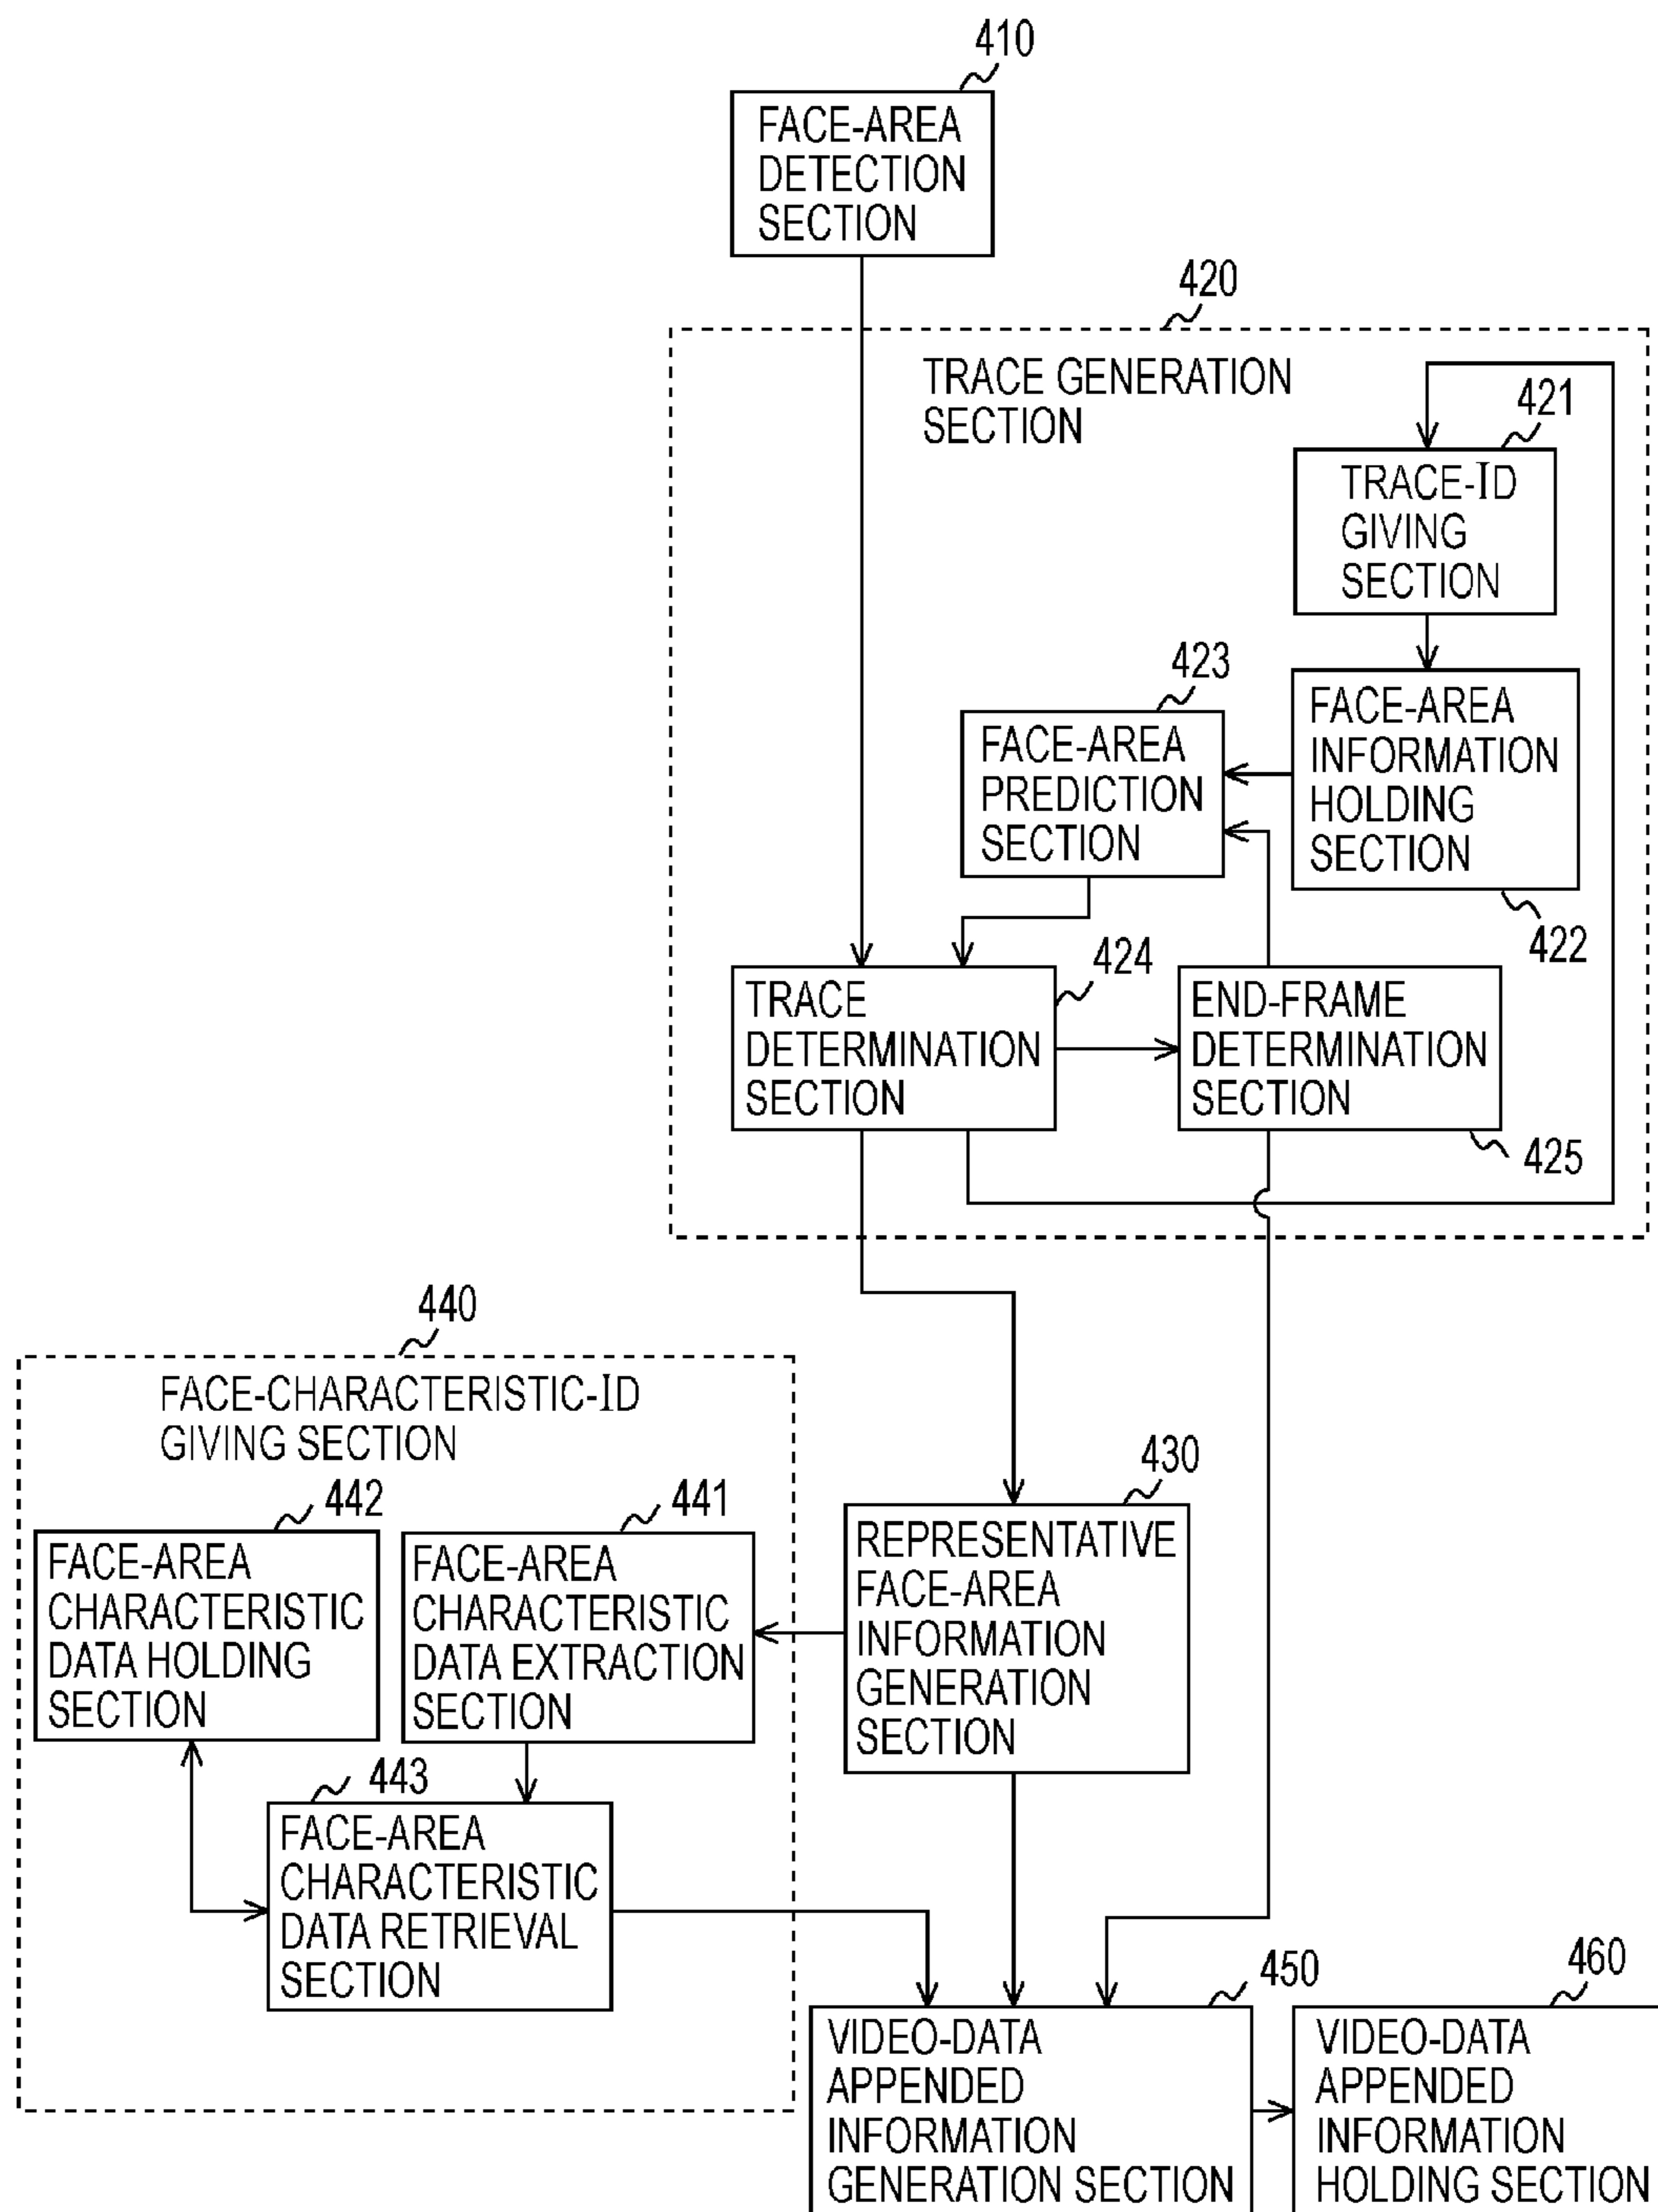 410
FACE-AREA
DETECTION
SECTION
420
TRACE GENERATION
SECTION
421
TRACE-ID
GIVING
SECTION
423
FACE-AREA
PREDICTION
SECTION
FACE-AREA
INFORMATION
HOLDING
SECTION
422
424
TRACE
DETERMINATION
SECTION
END-FRAME
DETERMINATION
SECTION
425
440
FACE-CHARACTERISTIC-ID
GIVING SECTION
442
FACE-AREA
CHARACTERISTIC
DATA HOLDING
SECTION
441
FACE-AREA
CHARACTERISTIC
DATA EXTRACTION
SECTION
430
REPRESENTATIVE
FACE-AREA
INFORMATION
GENERATION
SECTION
443
FACE-AREA
CHARACTERISTIC
DATA RETRIEVAL
SECTION
450
VIDEO-DATA
APPENDED
INFORMATION
GENERATION SECTION
460
VIDEO-DATA
APPENDED
INFORMATION
HOLDING SECTION